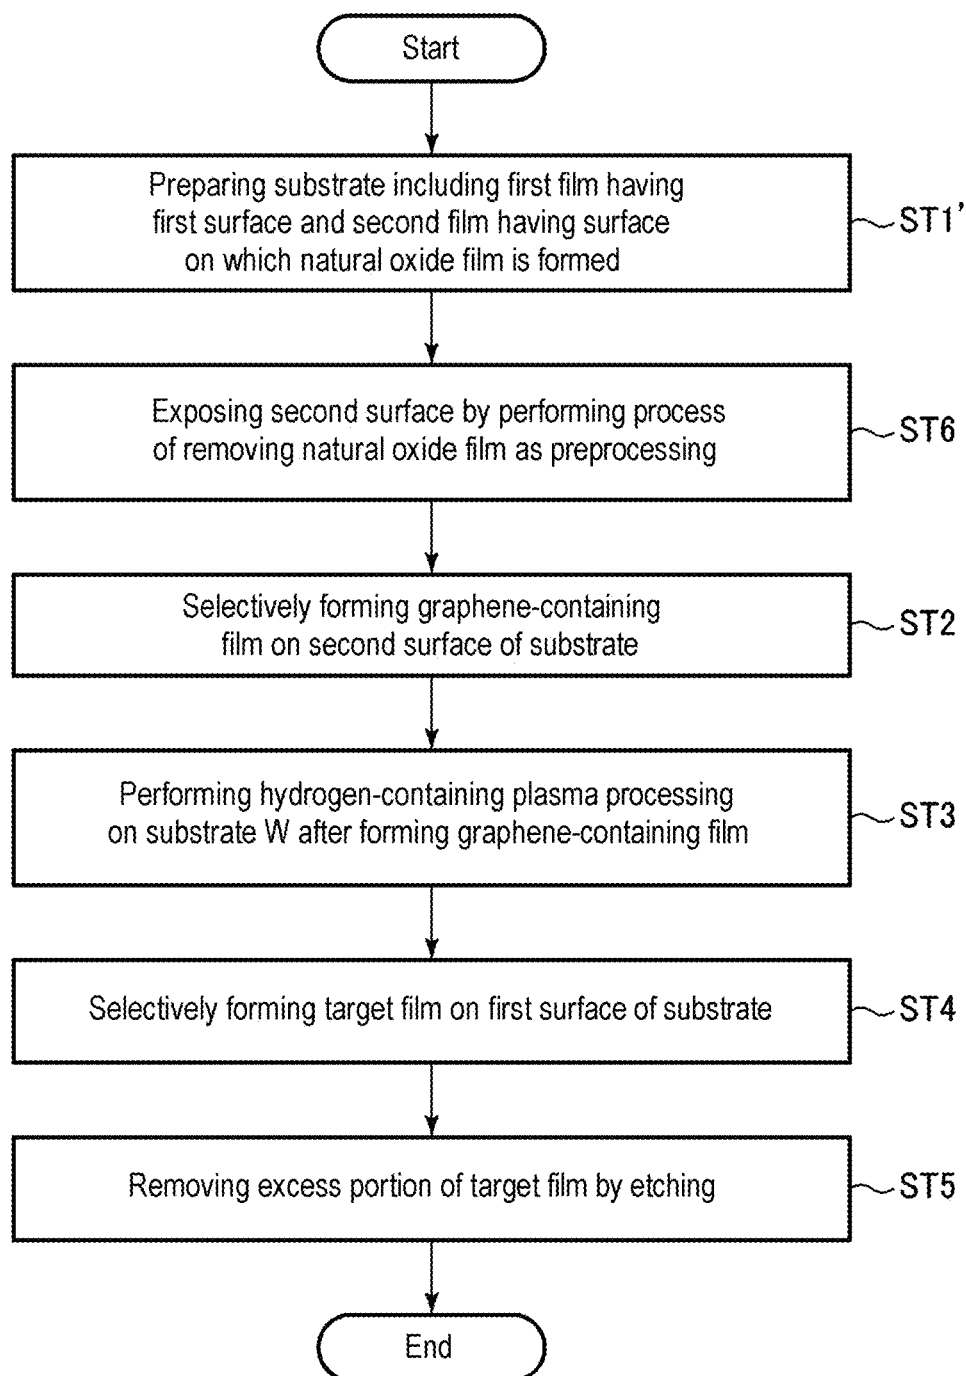 Start
Preparing substrate including first film having
first surface and second film having surface
on which natural oxide film is formed
ST1'
Exposing second surface by performing process
of removing natural oxide film as preprocessing
ST6
Selectively forming graphene-containing
film on second surface of substrate
ST2
Performing hydrogen-containing plasma processing
on substrate W after forming graphene-containing film
ST3
Selectively forming target film on first surface of substrate
ST4
Removing excess portion of target film by etching
ST5
End